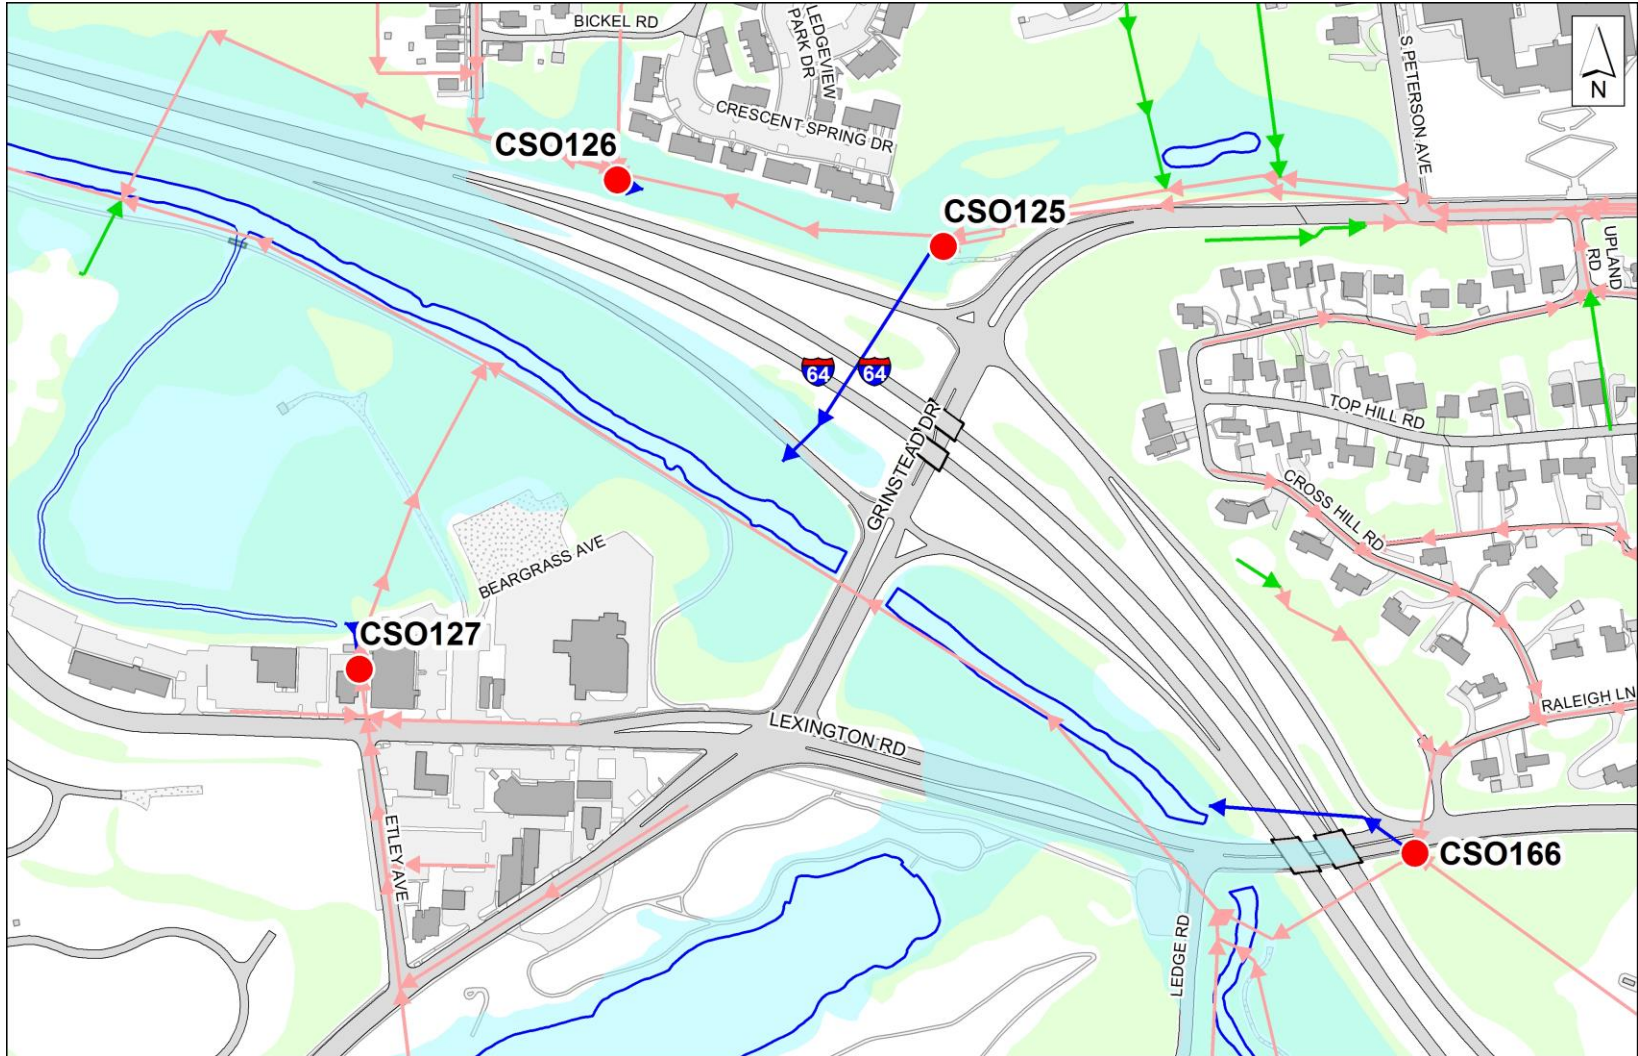 BICKEL RD
LEDGEVIEW
PARK DR
S PETERSON AVE
N
CRESCENT SPRING DR
CSO126
CSO125
UPLAND
RD
64
64
TOP HILL RD
GRINSTEAD DR
CROSS HILL RD
BEARGRASS AVE
CSO127
RALEIGH LN
LEXINGTON RD
ETLEY AVE
CSO166
LEDGE RD